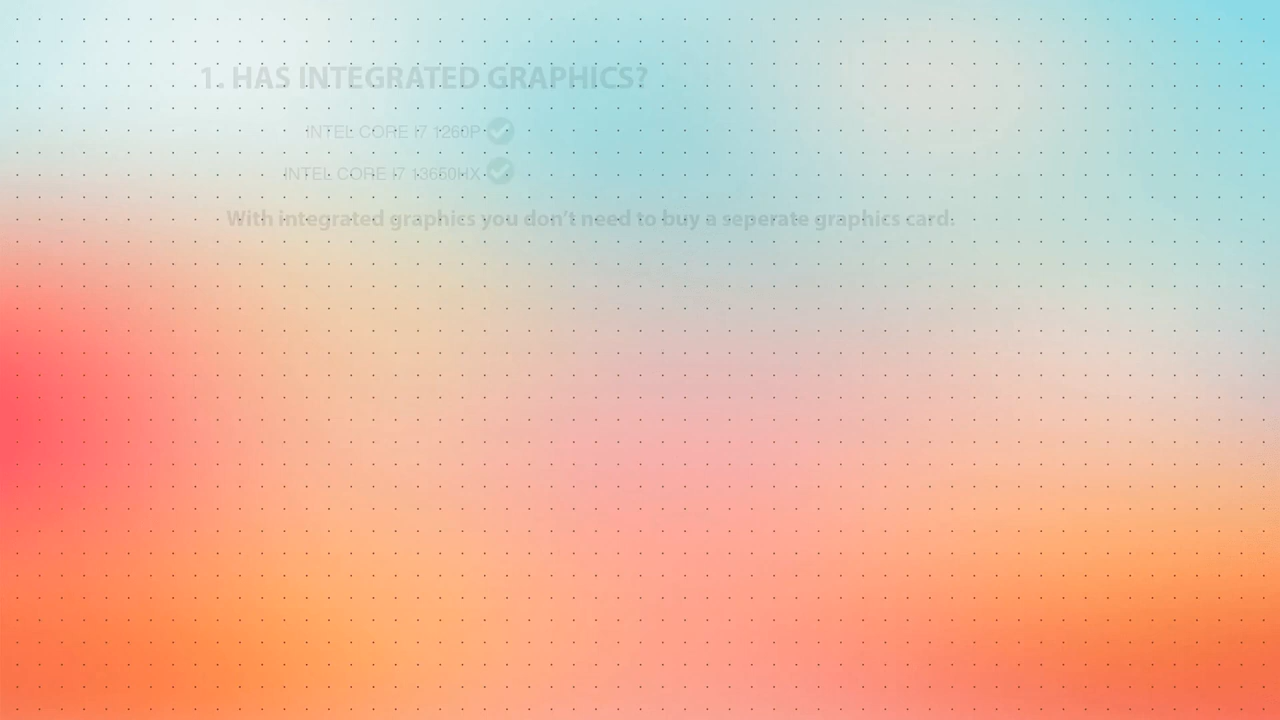 1. HAS INTEGRATED GRAPHICS?
INTEL CORE I7 1260P
INTEL CORE I7 13650HX
With integrated graphics you don't need to buy a seperate graphics card.